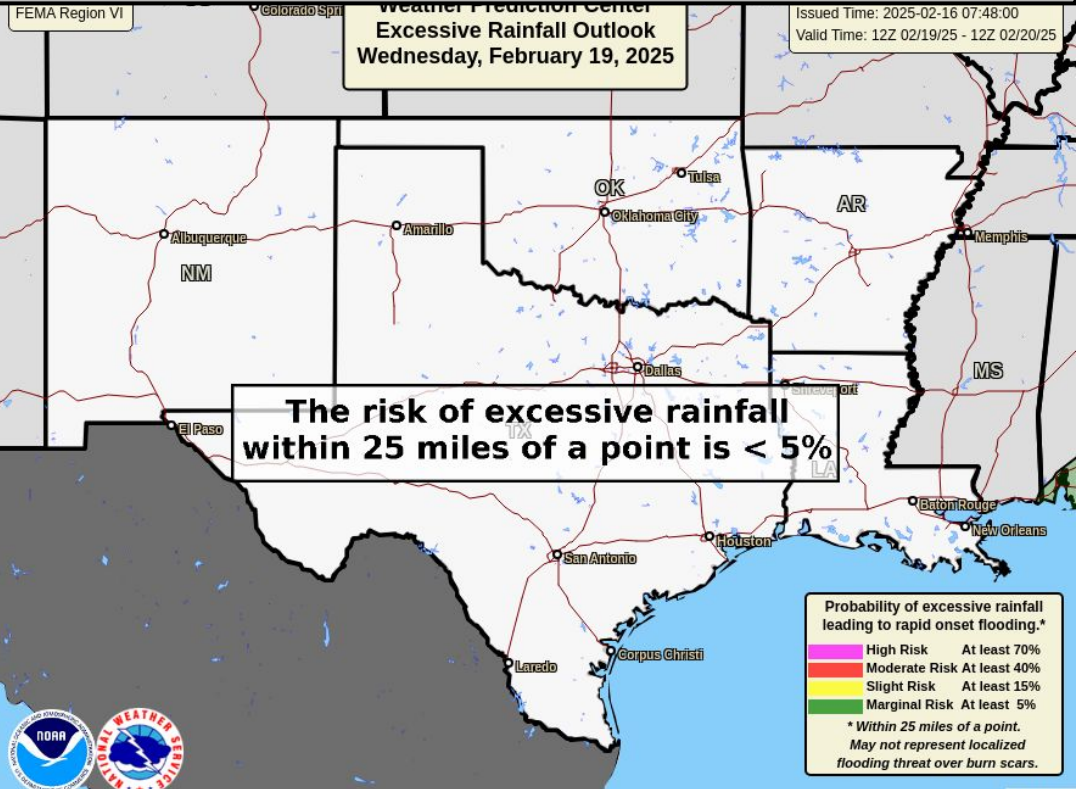 FEMA Region VI
Colorado Spri
Weather Prediction Center
Excessive Rainfall Outlook
Wednesday, February 19, 2025
Issued Time: 2025-02-16 07:48:00
Valid Time: 12Z 02/19/25 - 12Z 02/20/25
Tulsa
OK
AR
Oklahoma City
Amarillo
Albuquerque
Memphis
NM
Dallas
MS
Shreveport
The risk of excessive rainfall
TX
El Paso
within 25 miles of a point is < 5%
LA
Baton Rouge
New Orleans
Houston
San Antonio
Corpus Christi
Laredo
Probability of excessive rainfall
leading to rapid onset flooding.*
High Risk At least 70%
Moderate Risk At least 40%
Slight Risk At least 15%
Marginal Risk At least 5%
* Within 25 miles of a point.
May not represent localized
flooding threat over burn scars.
NOAA
NATIONAL WEATHER SERVICE